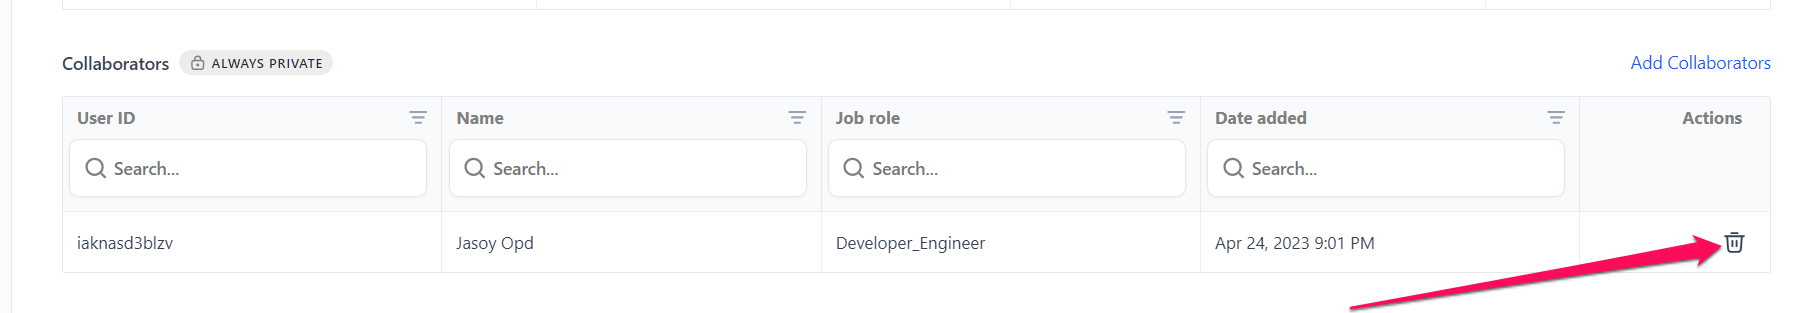 Collaborators ALWAYS PRIVATE Add Collaborators
User ID Name Job role Date added Actions
Search... Search... Search... Search...
iaknasd3blzv Jasoy Opd Developer_Engineer Apr 24, 2023 9:01 PM